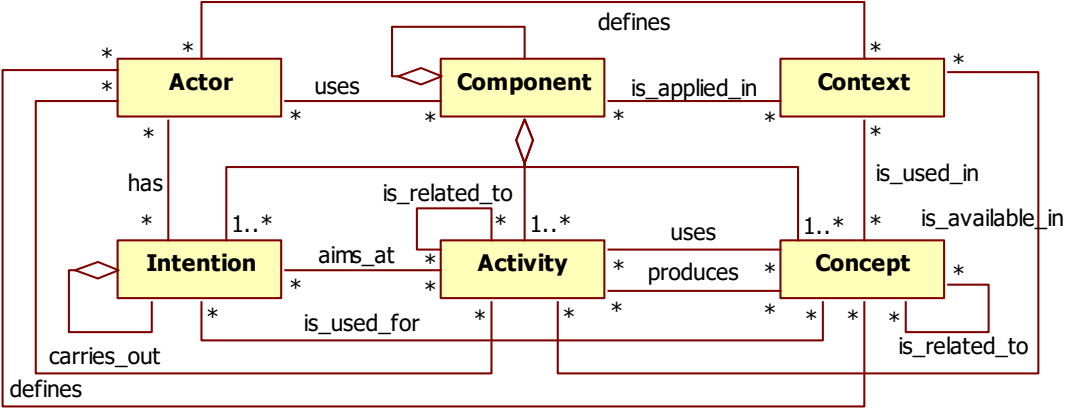 defines
* * * *
*
Actor
uses
Component
is_applied_in
Context
* * * * *
has
is_related_to
is_used_in
* 1..* * 1..* 1..* * is_available_in
Intention
aims_at
Activity
uses
Concept
* * * * *
produces
* * * *
* is_used_for * * * * *
is_related_to
carries_out
defines